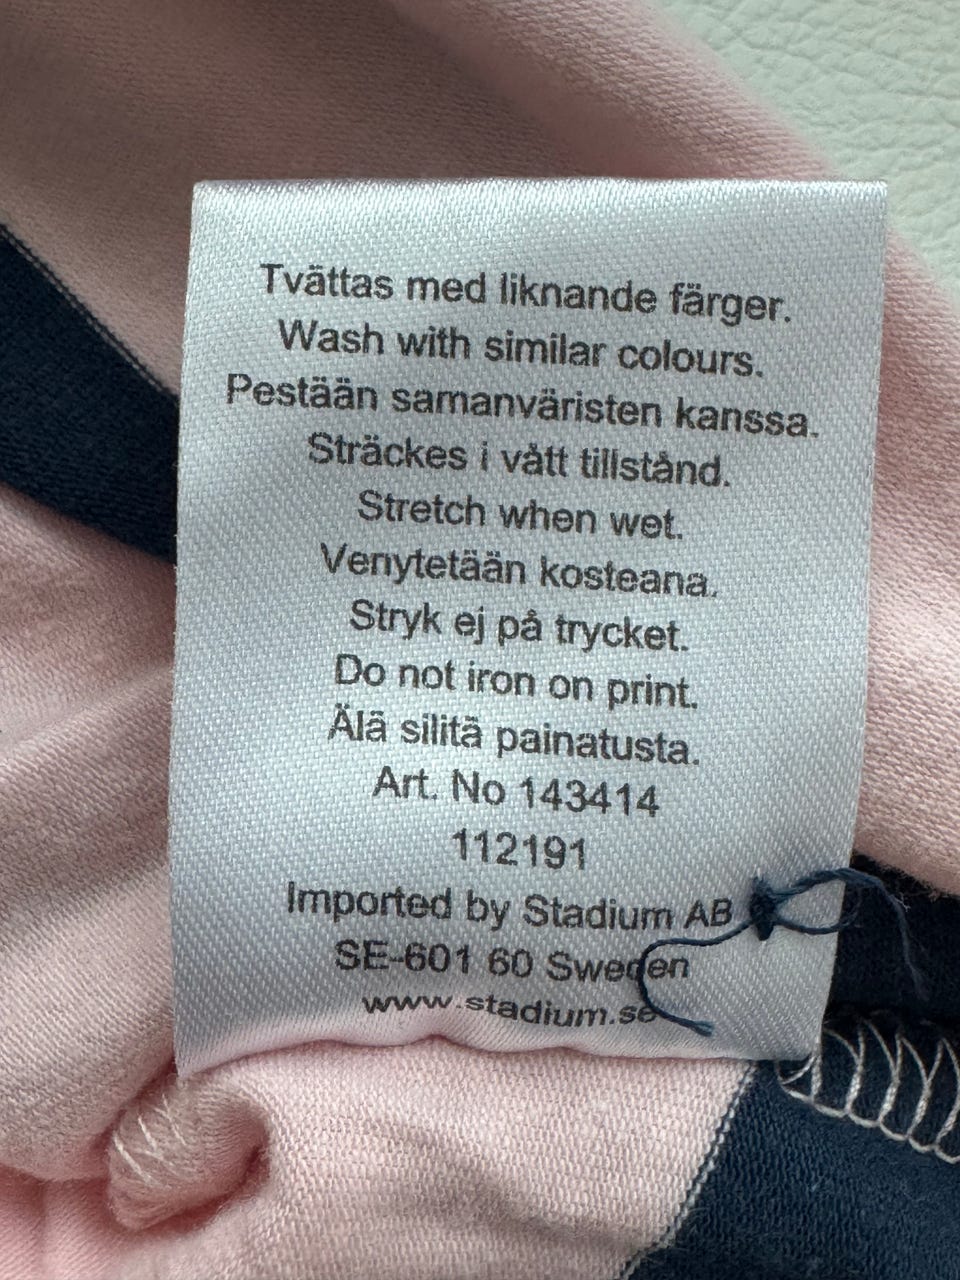 Tvättas med liknande färger.
Wash with similar colours.
Pestään samanväristen kanssa.
Sträckes i vått tillstånd.
Stretch when wet.
Venytetään kosteana.
Stryk ej på trycket.
Do not iron on print.
Älä silitä painatusta.
Art. No 143414
112191
Imported by Stadium AB
SE-601 60 Sweden
www.stadium.se